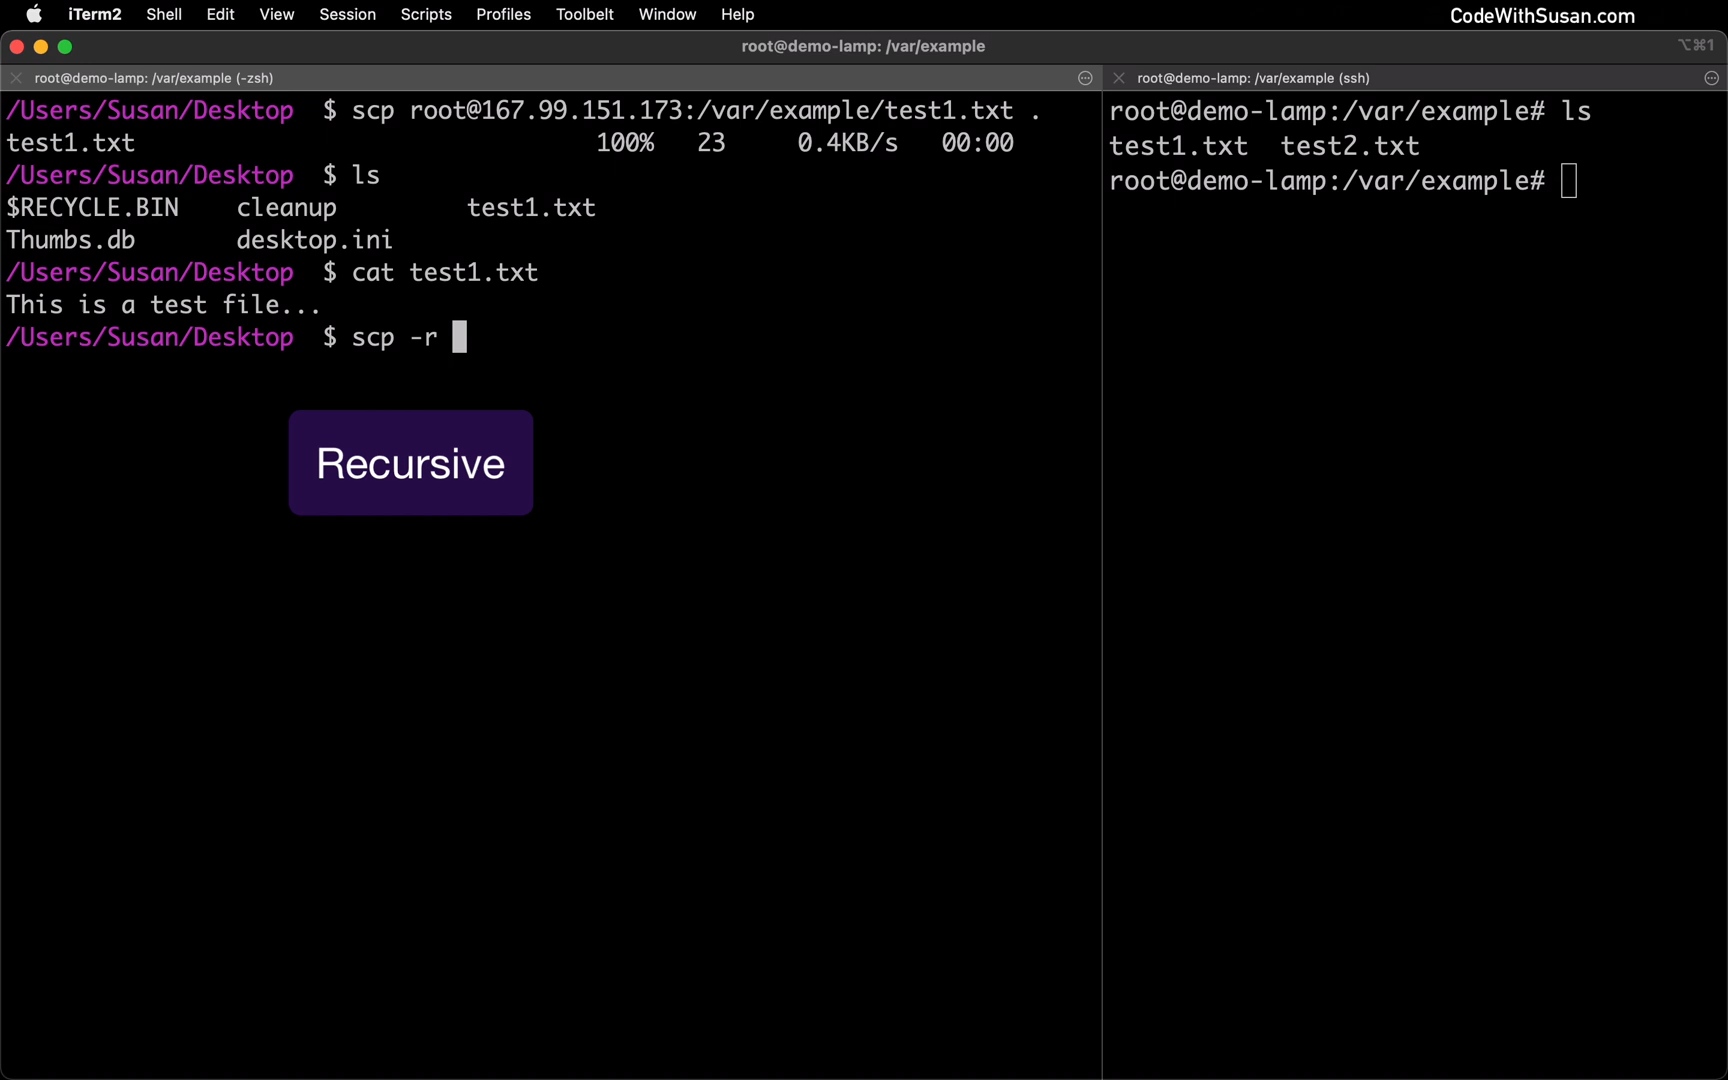 iTerm2 Shell Edit View Session Scripts Profiles Toolbelt Window Help CodeWithSusan.com
root@demo-lamp: /var/example ⌥⌘1
root@demo-lamp: /var/example (-zsh)
/Users/Susan/Desktop $ scp root@167.99.151.173:/var/example/test1.txt .
test1.txt 100% 23 0.4KB/s 00:00
/Users/Susan/Desktop $ ls
$RECYCLE.BIN cleanup test1.txt
Thumbs.db desktop.ini
/Users/Susan/Desktop $ cat test1.txt
This is a test file...
/Users/Susan/Desktop $ scp -r
Recursive
root@demo-lamp: /var/example (ssh)
root@demo-lamp:/var/example# ls
test1.txt test2.txt
root@demo-lamp:/var/example#